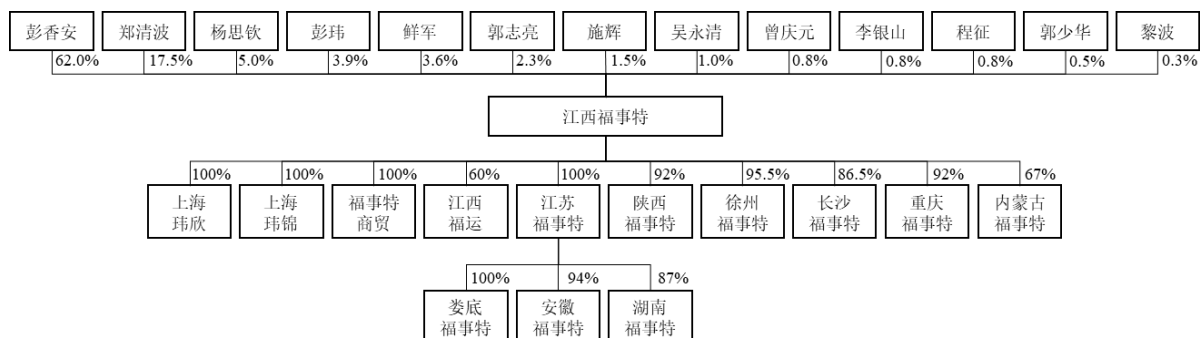 彭香安 郑清波 杨思钦 彭玮 鲜军 郭志亮 施辉 吴永清 曾庆元 李银山 程征 郭少华 黎波
62.0% 17.5% 5.0% 3.9% 3.6% 2.3% 1.5% 1.0% 0.8% 0.8% 0.8% 0.5% 0.3%
江西福事特
100% 100% 100% 60% 100% 92% 95.5% 86.5% 92% 67%
上海 上海 福事特 江西 江苏 陕西 徐州 长沙 重庆 内蒙古
玮欣 玮锦 商贸 福运 福事特 福事特 福事特 福事特 福事特 福事特
100% 94% 87%
娄底 安徽 湖南
福事特 福事特 福事特